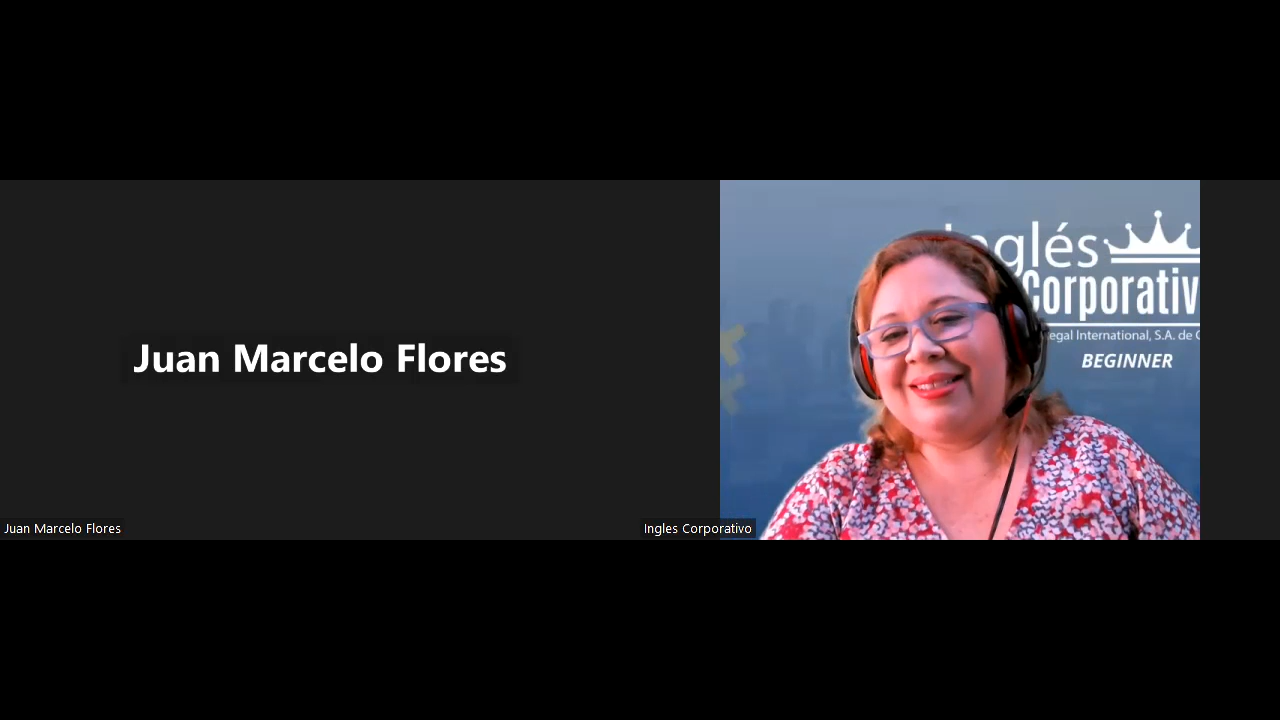 Juan Marcelo Flores
Juan Marcelo Flores
Inglés
Corporativ
egal International, S.A. de C
BEGINNER
Ingles Corporativo